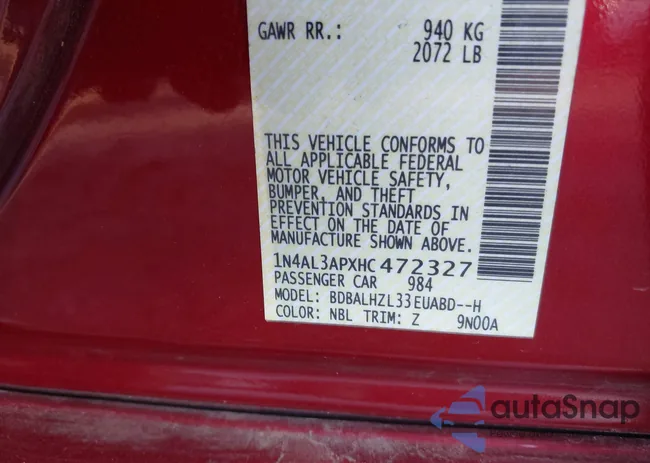 GAWR RR.: 940 KG
2072 LB
THIS VEHICLE CONFORMS TO
ALL APPLICABLE FEDERAL
MOTOR VEHICLE SAFETY,
BUMPER, AND THEFT
PREVENTION STANDARDS IN
EFFECT ON THE DATE OF
MANUFACTURE SHOWN ABOVE.
1N4AL3APXHC472327
PASSENGER CAR 984
MODEL: BDBALHZL33EUABD--H
COLOR: NBL TRIM: Z 9N00A
autoSnap